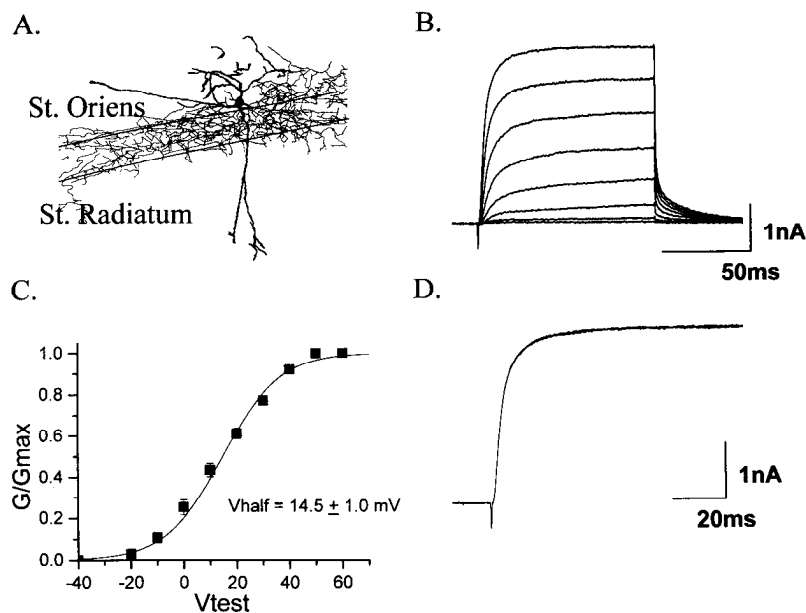 A.
St. Oriens
St. Radiatum
B.
1nA
50ms
C.
G/Gmax
1.0
0.8
0.6
0.4
0.2
0.0
Vhalf = 14.5 ± 1.0 mV
-40 -20 0 20 40 60
Vtest
D.
1nA
20ms